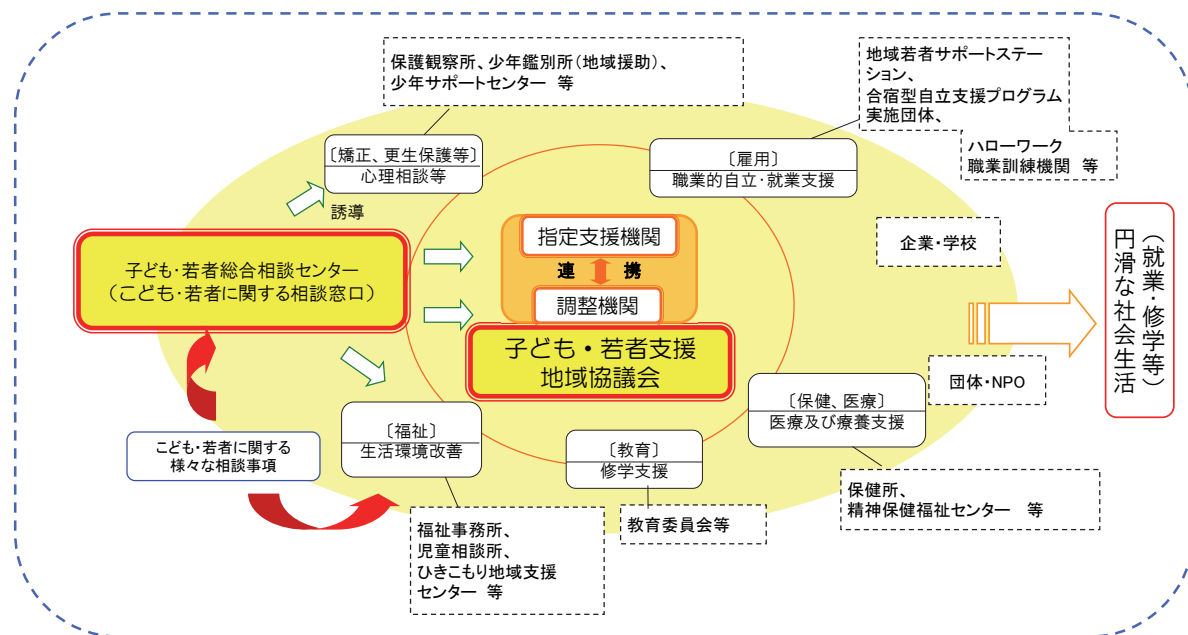 保護観察所、少年鑑別所(地域援助)、
少年サポートセンター 等
地域若者サポートステー
ション、
合宿型自立支援プログラム
実施団体、
ハローワーク
職業訓練機関 等
〔矯正、更生保護等〕
心理相談等
〔雇用〕
職業的自立・就業支援
誘導
子ども・若者総合相談センター
(こども・若者に関する相談窓口)
指定支援機関
連 携
調整機関
子ども・若者支援
地域協議会
企業・学校
団体・NPO
円滑な社会生活
(就業・修学等)
こども・若者に関する
様々な相談事項
〔福祉〕
生活環境改善
〔教育〕
修学支援
〔保健、医療〕
医療及び療養支援
福祉事務所、
児童相談所、
ひきこもり地域支援
センター 等
教育委員会等
保健所、
精神保健福祉センター 等